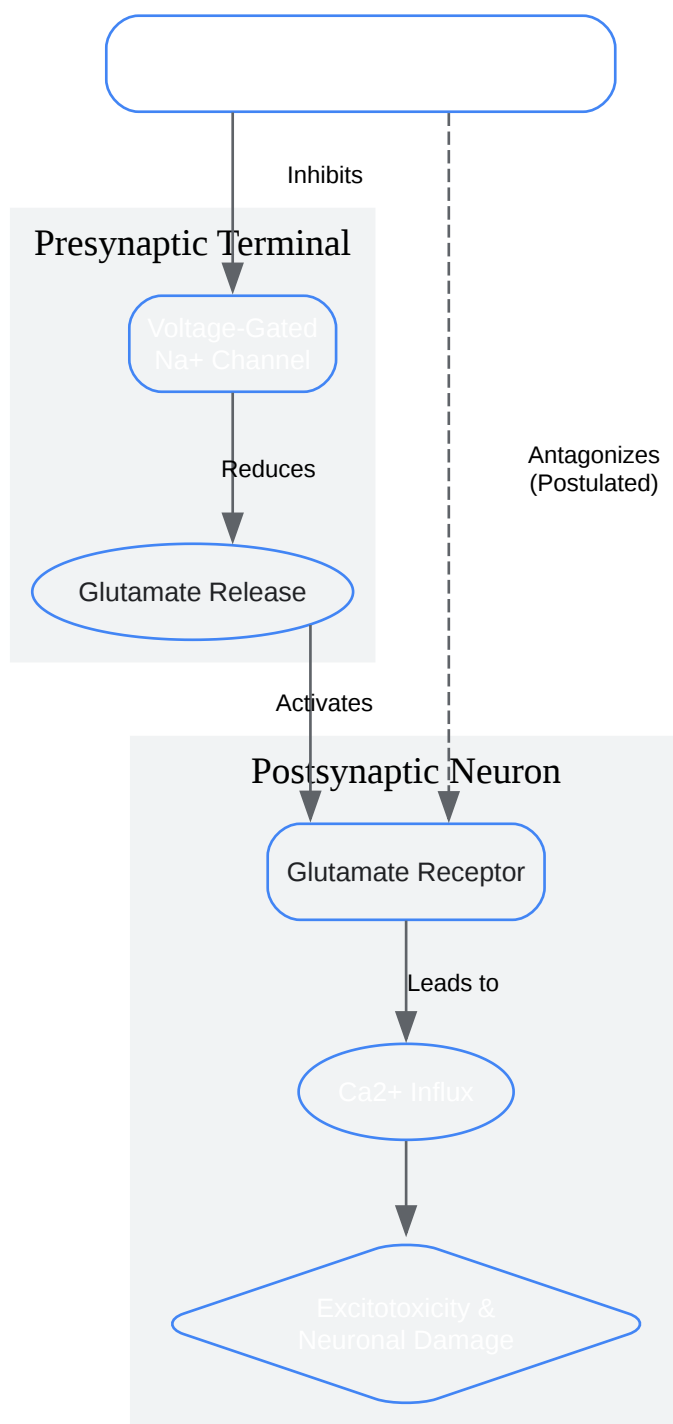 Inhibits
Presynaptic Terminal
Voltage-Gated
Na+ Channel
Reduces
Antagonizes
(Postulated)
Glutamate Release
Activates
Postsynaptic Neuron
Glutamate Receptor
Leads to
Ca2+ Influx
Excitotoxicity &
Neuronal Damage